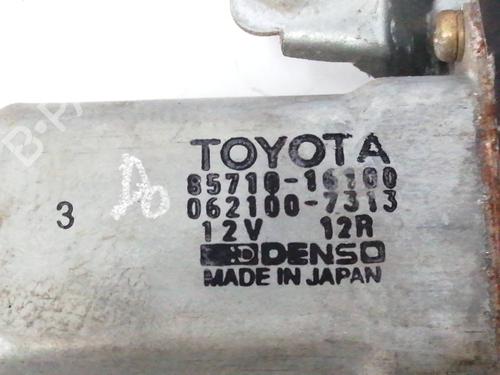 TOYOTA
85710-16100
062100-7313
12V 12R
DENSO
MADE IN JAPAN
3